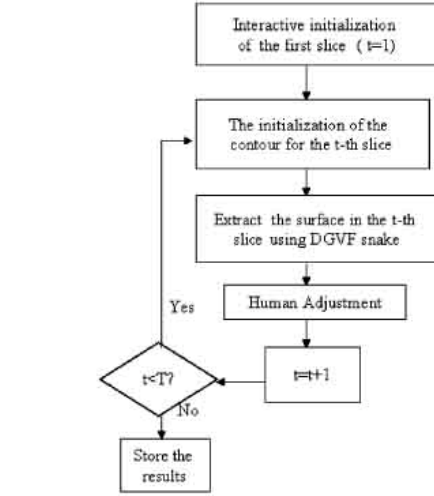 Interactive initialization
of the first slice ( t=1)
The initialization of the
contour for the t-th slice
Extract the surface in the t-th
slice using DGVF snake
Human Adjustment
Yes
t<T?
t=t+1
No
Store the
results